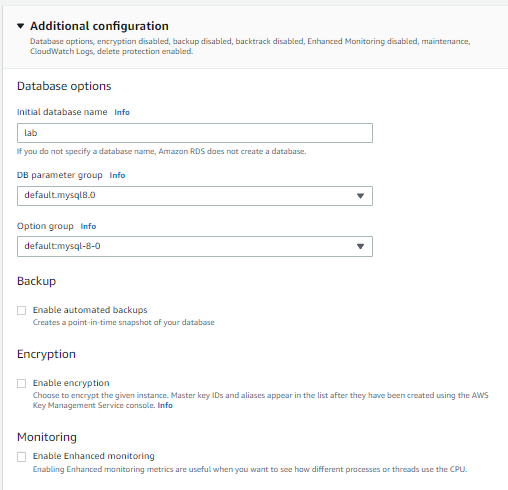 Additional configuration
Database options, encryption disabled, backup disabled, backtrack disabled, Enhanced Monitoring disabled, maintenance,
CloudWatch Logs, delete protection enabled.
Database options
Initial database name Info
lab
If you do not specify a database name, Amazon RDS does not create a database.
DB parameter group Info
default.mysql8.0
Option group Info
default:mysql-8-0
Backup
Enable automated backups
Creates a point-in-time snapshot of your database
Encryption
Enable encryption
Choose to encrypt the given instance. Master key IDs and aliases appear in the list after they have been created using the AWS
Key Management Service console. Info
Monitoring
Enable Enhanced monitoring
Enabling Enhanced monitoring metrics are useful when you want to see how different processes or threads use the CPU.